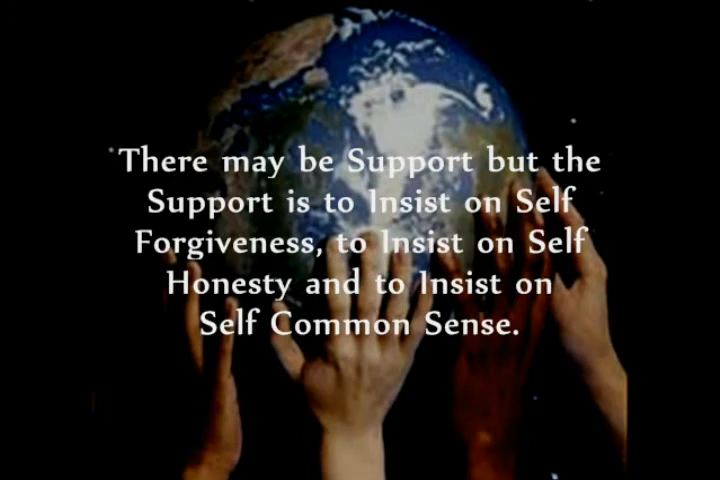 There may be Support but the
Support is to Insist on Self
Forgiveness, to Insist on Self
Honesty and to Insist on
Self Common Sense.